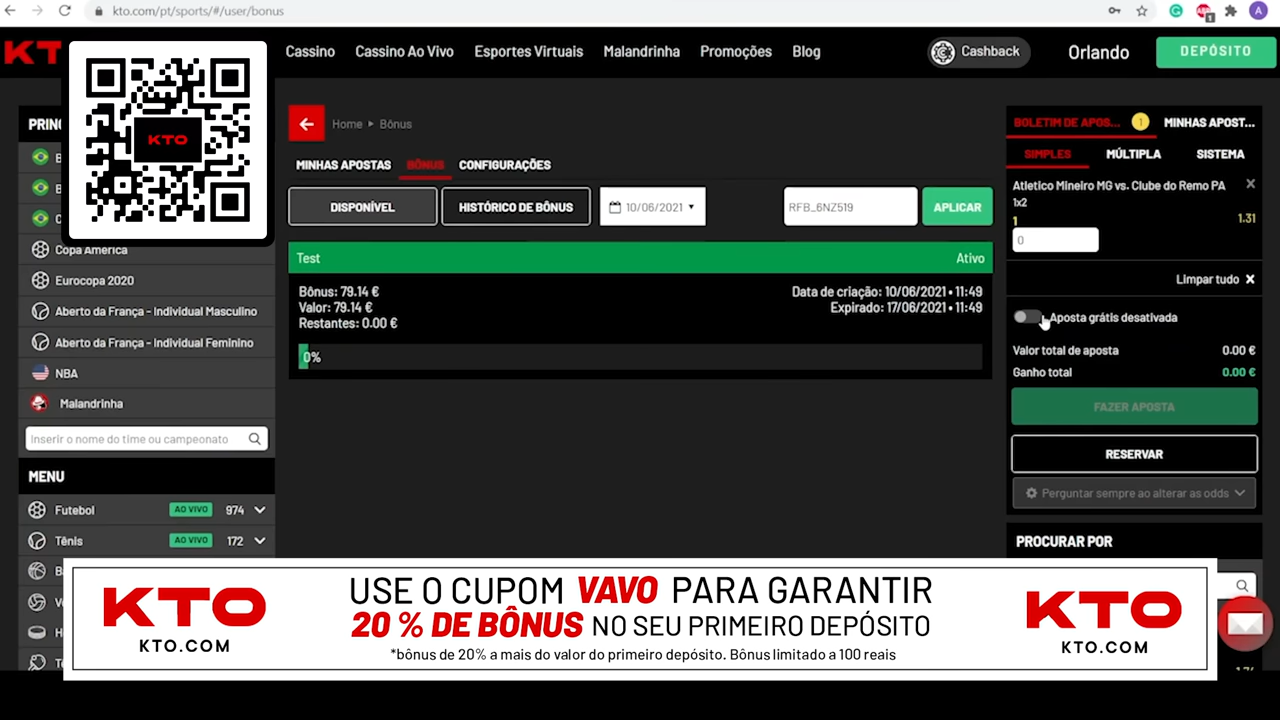 kto.com/pt/sports/#/user/bonus
A
1
KT
Cassino
Cassino Ao Vivo
Esportes Virtuais
Malandrinha
Promoções
Blog
Cashback
Orlando
DEPÓSITO
KTO
PRINC
B
B
C
Copa America
Eurocopa 2020
Aberto da França - Individual Masculino
Aberto da França - Individual Feminino
NBA
Malandrinha
Inserir o nome do time ou campeonato
MENU
Futebol AO VIVO 974
Tênis AO VIVO 172
Home ▸ Bônus
MINHAS APOSTAS
BÔNUS
CONFIGURAÇÕES
DISPONÍVEL
HISTÓRICO DE BÔNUS
10/06/2021
RFB_6NZ519
APLICAR
Test
Ativo
Bônus: 79.14 €
Valor: 79.14 €
Restantes: 0.00 €
Data de criação: 10/06/2021 • 11:49
Expirado: 17/06/2021 • 11:49
0%
BOLETIM DE APOS... 1
MINHAS APOST...
SIMPLES
MÚLTIPLA
SISTEMA
Atletico Mineiro MG vs. Clube do Remo PA
1x2
1
1.31
0
Limpar tudo
Aposta grátis desativada
Valor total de aposta 0.00 €
Ganho total 0.00 €
FAZER APOSTA
RESERVAR
Perguntar sempre ao alterar as odds
PROCURAR POR
KTO
KTO.COM
USE O CUPOM VAVO PARA GARANTIR
20 % DE BÔNUS NO SEU PRIMEIRO DEPÓSITO
*bônus de 20% a mais do valor do primeiro depósito. Bônus limitado a 100 reais
KTO
KTO.COM